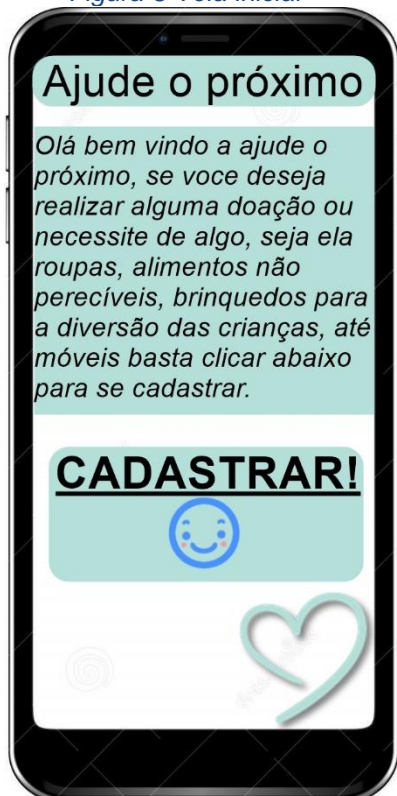 Ajude o próximo
Olá bem vindo a ajude o
próximo, se voce deseja
realizar alguma doação ou
necessite de algo, seja ela
roupas, alimentos não
perecíveis, brinquedos para
a diversão das crianças, até
móveis basta clicar abaixo
para se cadastrar.
CADASTRAR!